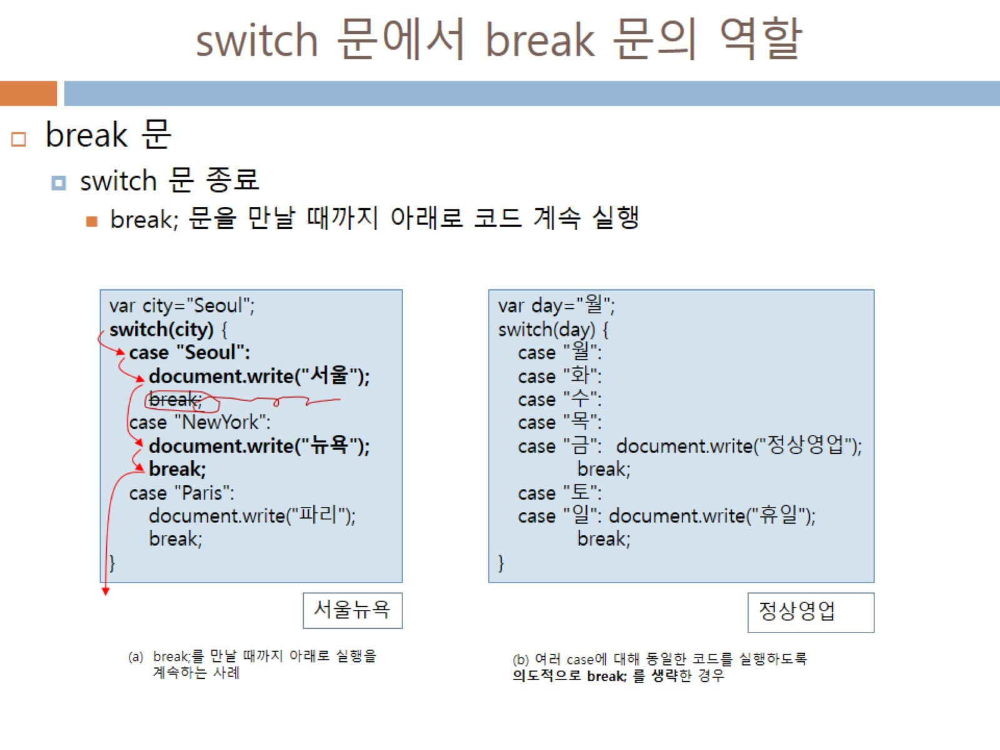 switch 문에서 break 문의 역할
break 문
switch 문 종료
break; 문을 만날 때까지 아래로 코드 계속 실행
var city="Seoul";
switch(city) {
case "Seoul":
document.write("서울");
break;
case "NewYork":
document.write("뉴욕");
break;
case "Paris":
document.write("파리");
break;
}
서울뉴욕
(a) break;를 만날 때까지 아래로 실행을
계속하는 사례
var day="월";
switch(day) {
case "월":
case "화":
case "수":
case "목":
case "금": document.write("정상영업");
break;
case "토":
case "일": document.write("휴일");
break;
}
정상영업
(b) 여러 case에 대해 동일한 코드를 실행하도록
의도적으로 break; 를 생략한 경우